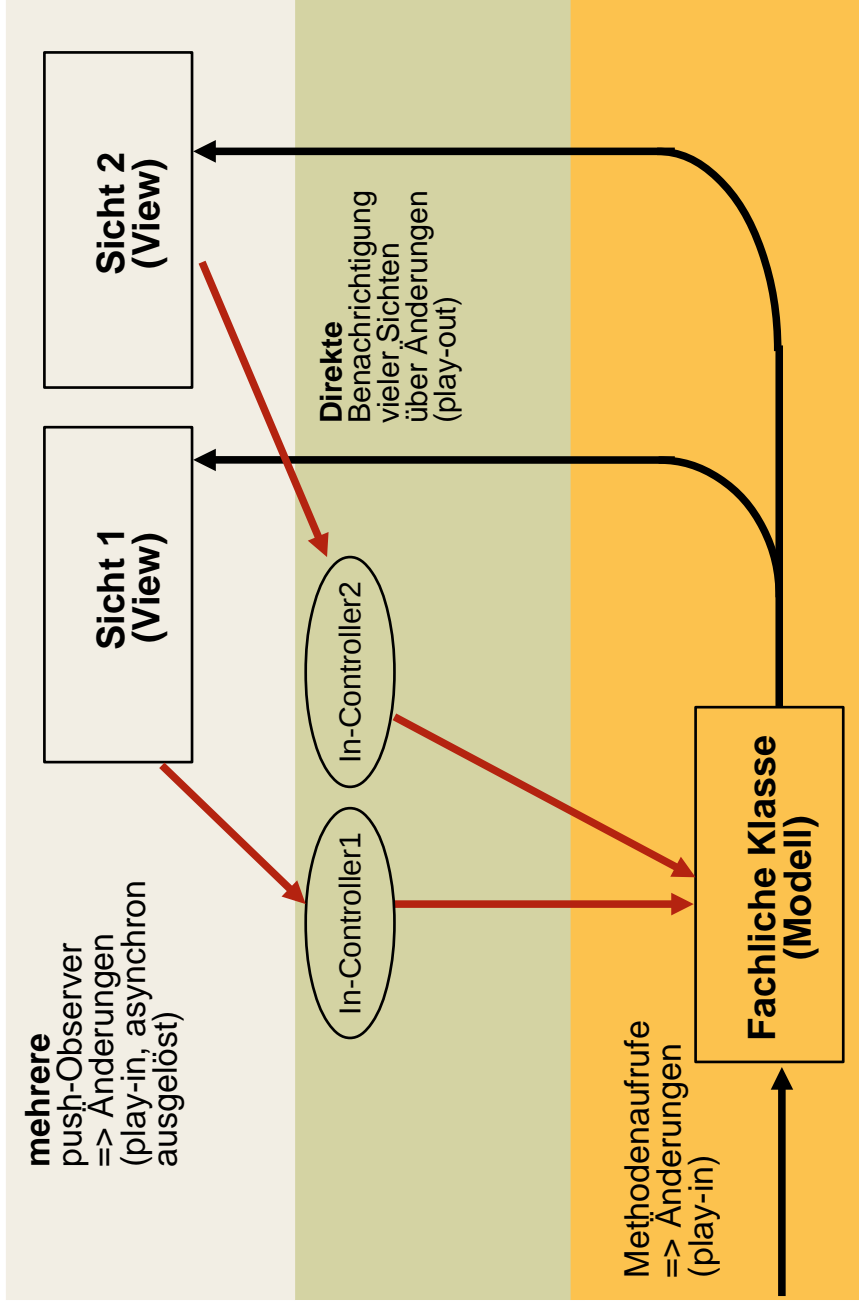 mehrere
push-Observer
=> Änderungen
(play-in, asynchron
ausgelöst)
Sicht 1
(View)
Sicht 2
(View)
In-Controller1
In-Controller2
Direkte
Benachrichtigung
vieler Sichten
über Änderungen
(play-out)
Methodenaufrufe
=> Änderungen
(play-in)
Fachliche Klasse
(Modell)